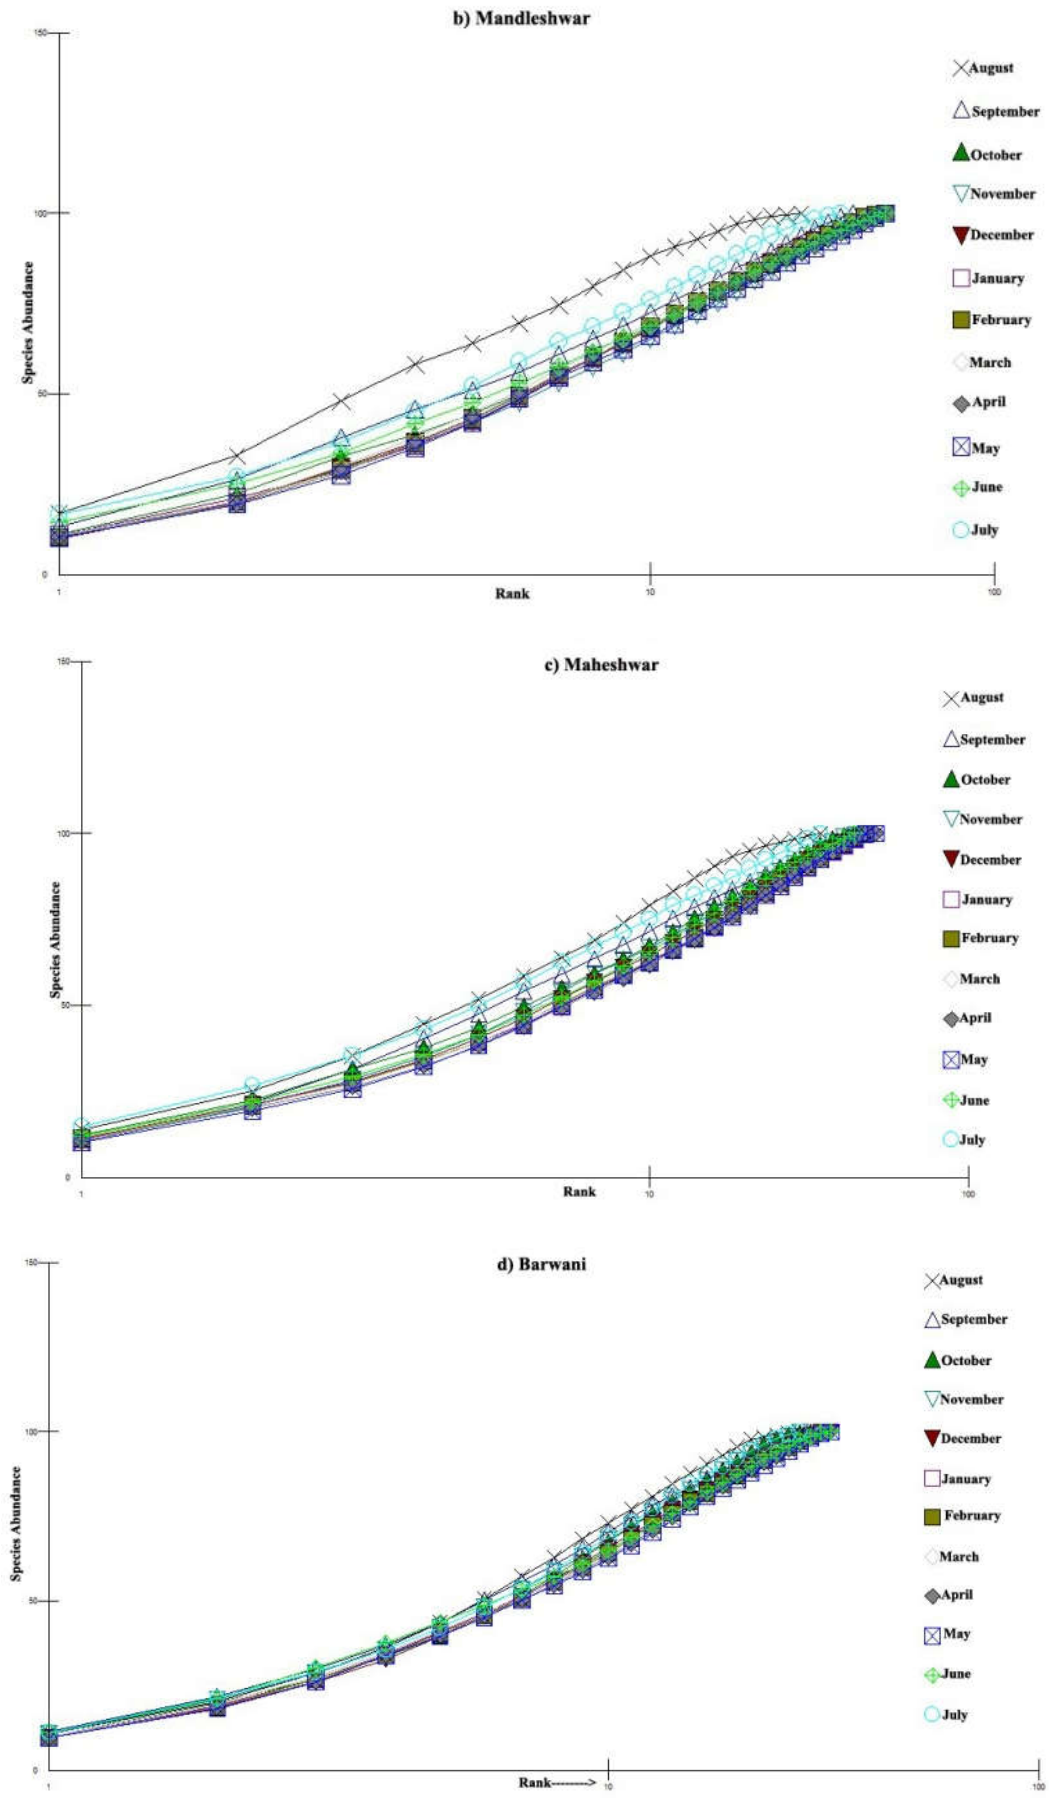 b) Mandleshwar
150
100
50
0
Species Abundance
1
10
100
Rank
August
September
October
November
December
January
February
March
April
May
June
July
c) Maheshwar
150
100
50
0
Species Abundance
1
10
100
Rank
August
September
October
November
December
January
February
March
April
May
June
July
d) Barwani
150
100
50
0
Species Abundance
1
10
100
Rank------->
August
September
October
November
December
January
February
March
April
May
June
July